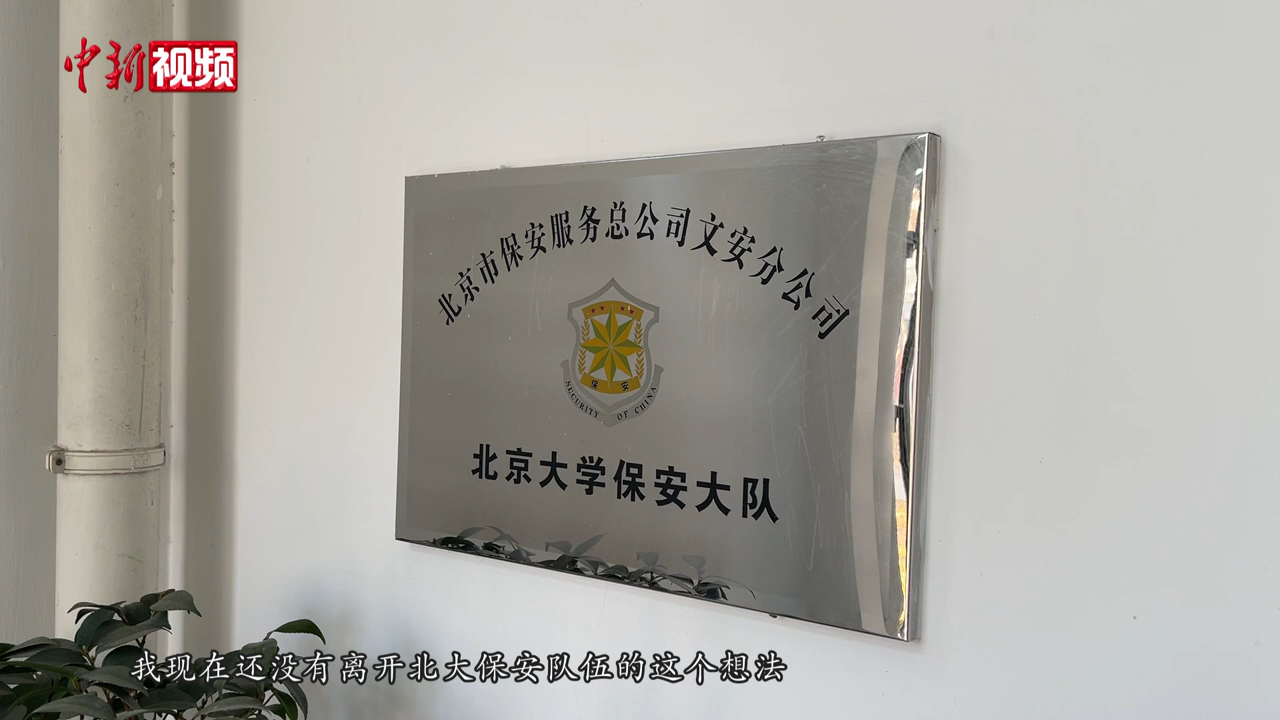 中新视频
北京市保安服务总公司文安分公司
保 安
SECURITY OF CHINA
北京大学保安大队
我现在还没有离开北大保安队伍的这个想法